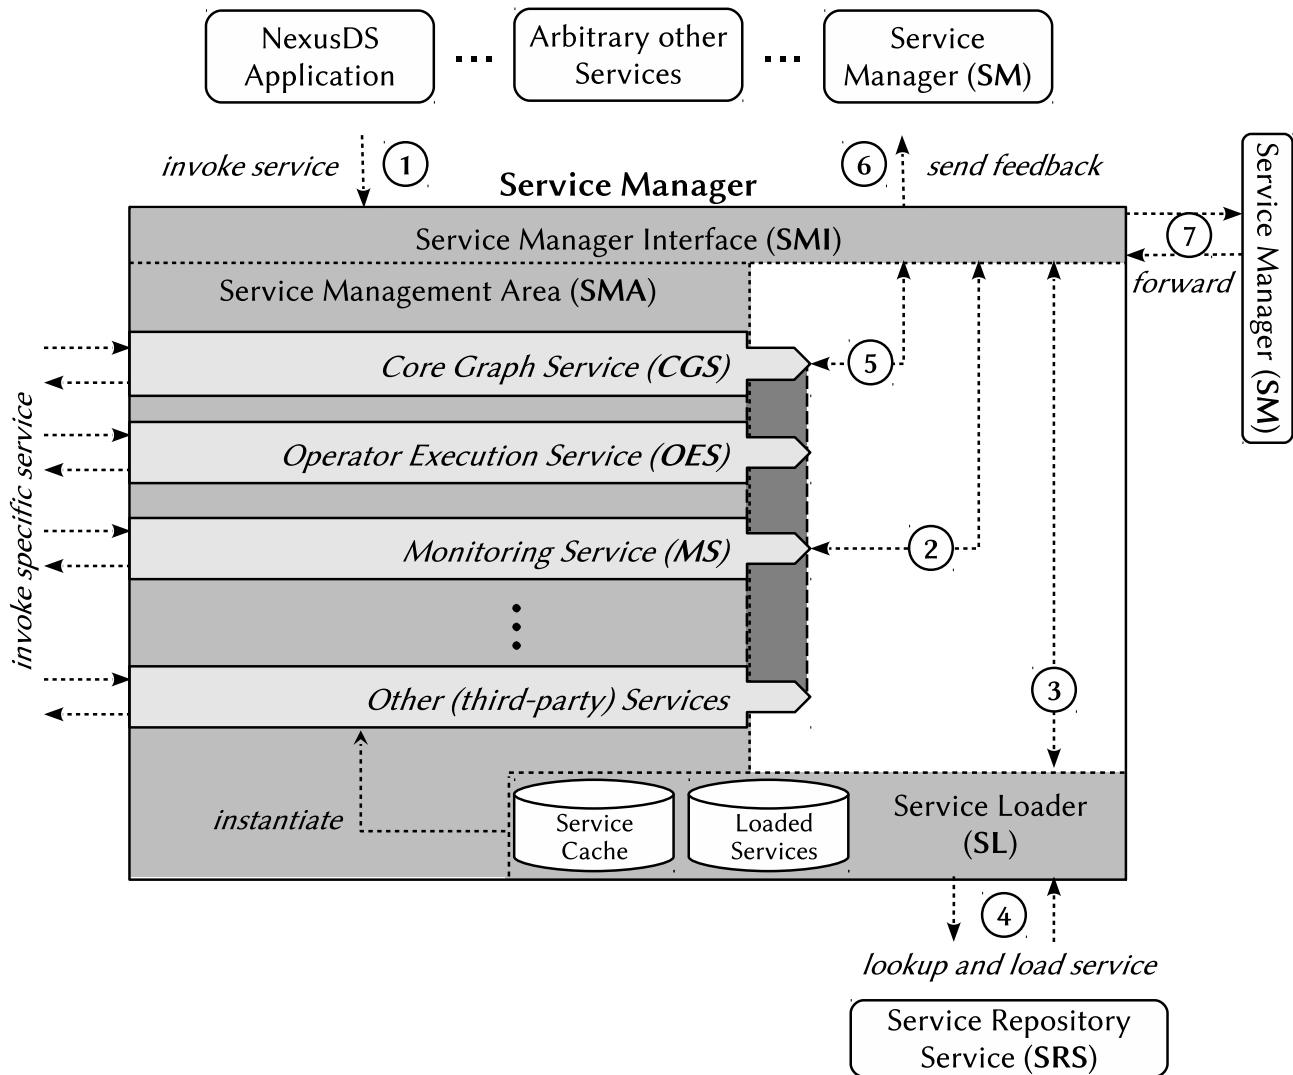 NexusDS
Application
...
Arbitrary other
Services
...
Service
Manager (SM)
invoke service
1
6
send feedback
Service Manager
Service Manager (SM)
Service Manager Interface (SMI)
7
forward
Service Management Area (SMA)
Core Graph Service (CGS)
5
Operator Execution Service (OES)
invoke specific service
Monitoring Service (MS)
2
Other (third-party) Services
3
instantiate
Service
Cache
Loaded
Services
Service Loader
(SL)
4
lookup and load service
Service Repository
Service (SRS)